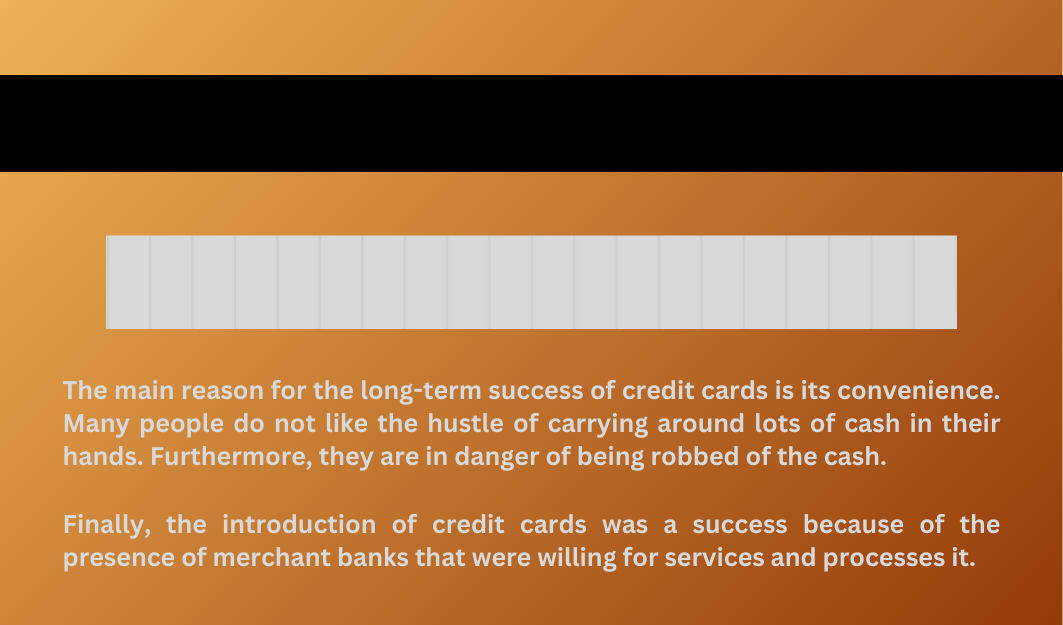 The main reason for the long-term success of credit cards is its convenience.
Many people do not like the hustle of carrying around lots of cash in their
hands. Furthermore, they are in danger of being robbed of the cash.
Finally, the introduction of credit cards was a success because of the
presence of merchant banks that were willing for services and processes it.